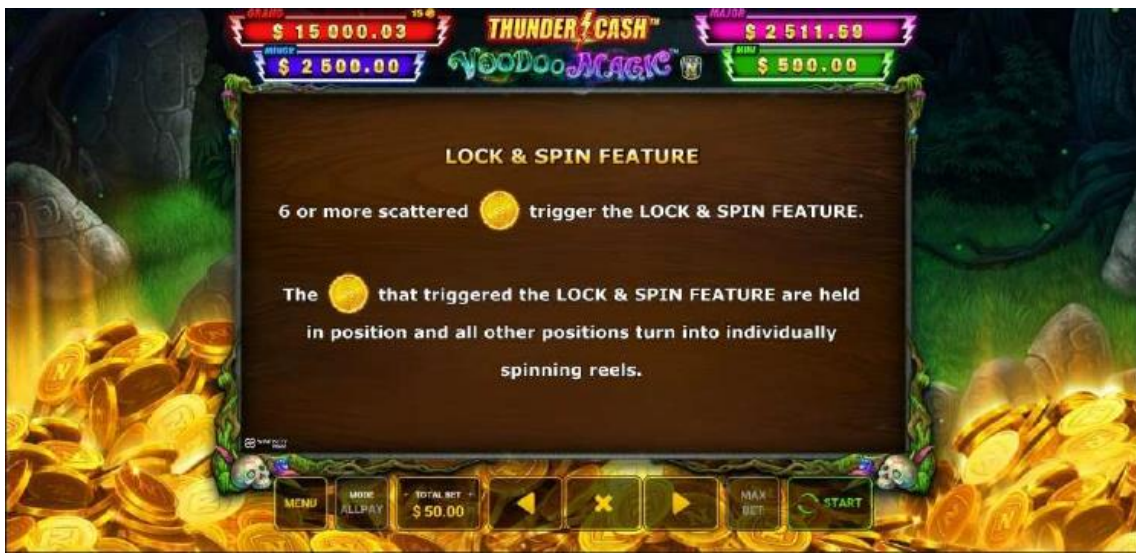 GRAND
15
$ 15 000.03
THUNDER CASH™
MAJOR
$ 2 511.69
MINOR
$ 2 500.00
VOODOO MAGIC™
MINI
$ 500.00
LOCK & SPIN FEATURE
6 or more scattered trigger the LOCK & SPIN FEATURE.
The that triggered the LOCK & SPIN FEATURE are held
in position and all other positions turn into individually
spinning reels.
MENU
MODE
ALLPAY
- TOTAL BET +
$ 50.00
MAX
BET
START